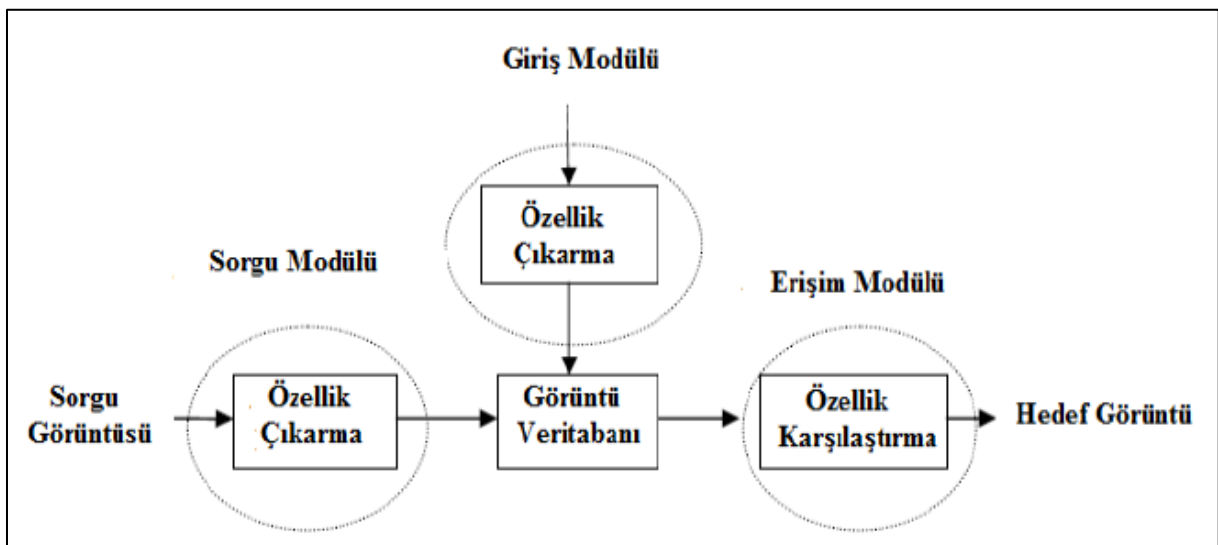 Giriş Modülü
Özellik
Çıkarma
Sorgu Modülü
Erişim Modülü
Sorgu
Görüntüsü
Özellik
Çıkarma
Görüntü
Veritabanı
Özellik
Karşılaştırma
Hedef Görüntü